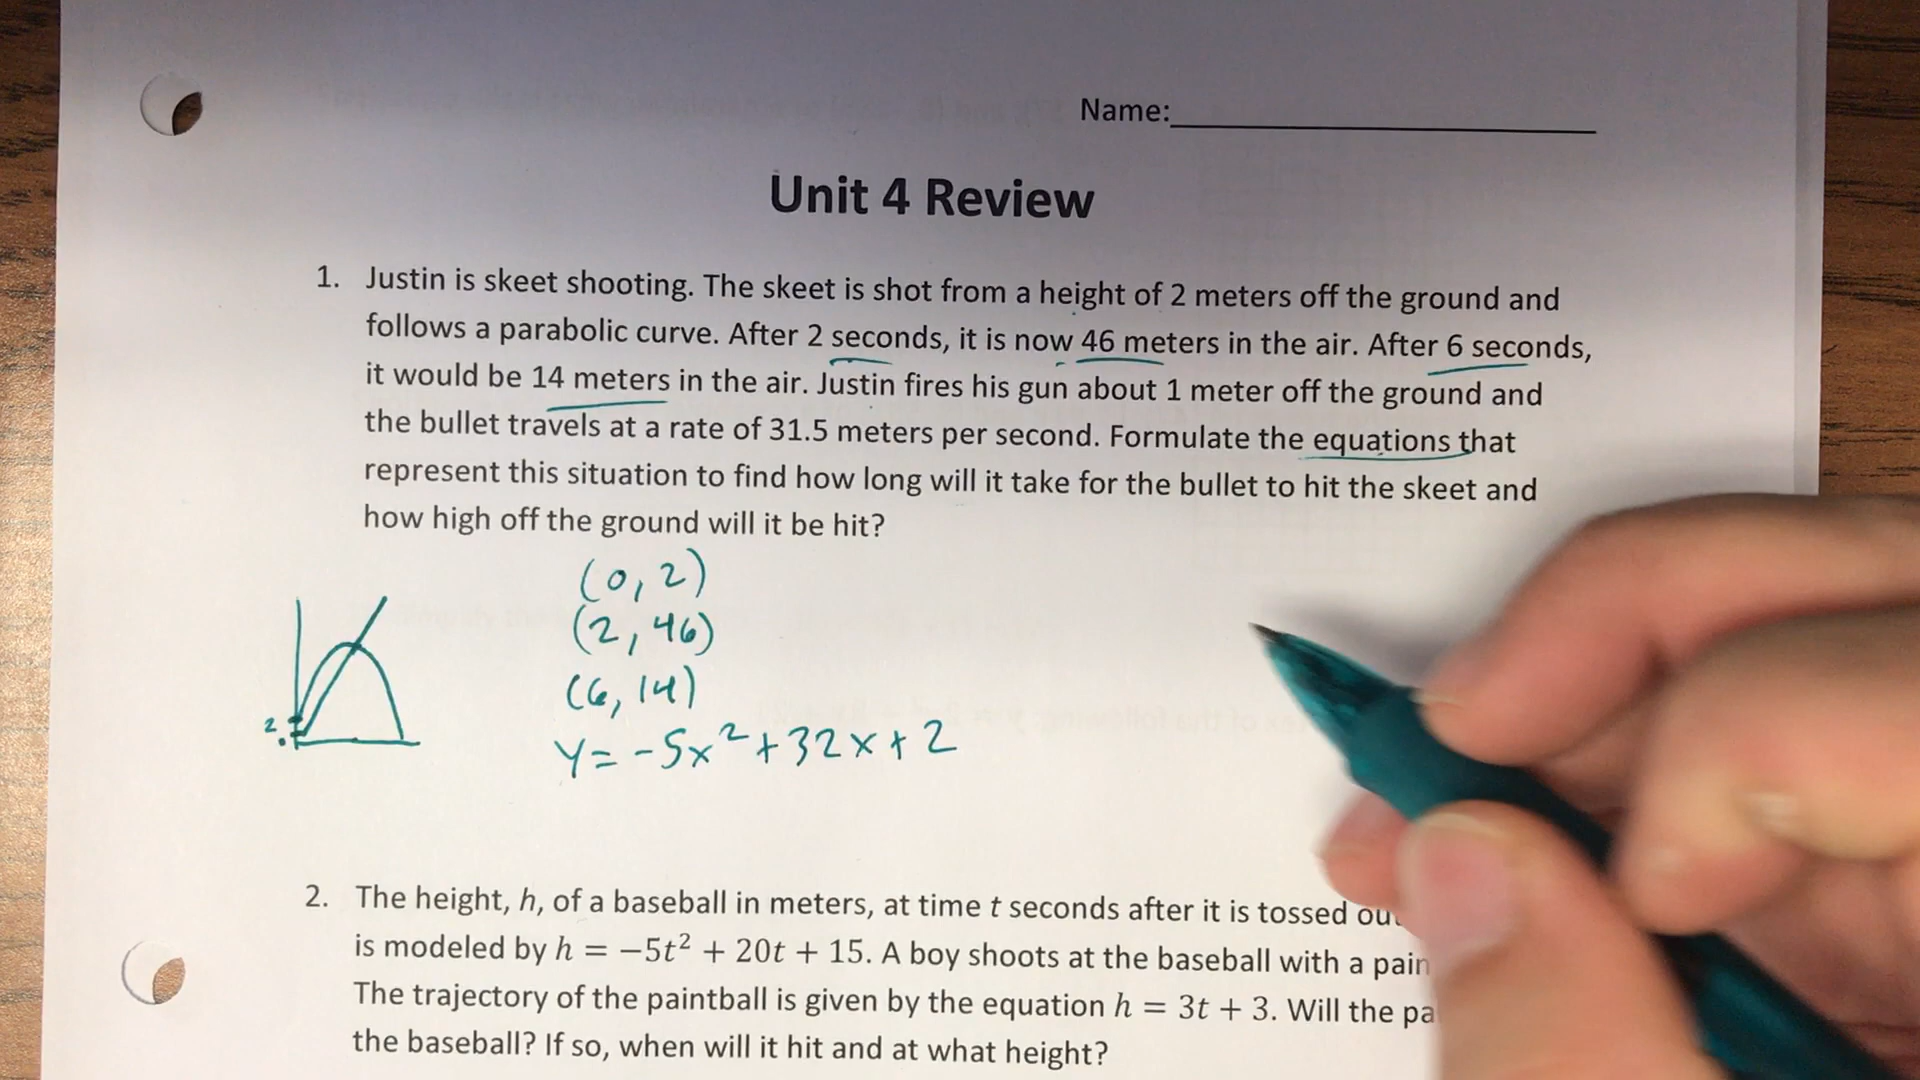 Name:
Unit 4 Review
1. Justin is skeet shooting. The skeet is shot from a height of 2 meters off the ground and
follows a parabolic curve. After 2 seconds, it is now 46 meters in the air. After 6 seconds,
it would be 14 meters in the air. Justin fires his gun about 1 meter off the ground and
the bullet travels at a rate of 31.5 meters per second. Formulate the equations that
represent this situation to find how long will it take for the bullet to hit the skeet and
how high off the ground will it be hit?
(0, 2)
(2, 46)
(6, 14)
2.
y = -5x² + 32x + 2
2. The height, h, of a baseball in meters, at time t seconds after it is tossed
is modeled by h = −5t² + 20t + 15. A boy shoots at the baseball with a
The trajectory of the paintball is given by the equation h = 3t + 3. Will the
the baseball? If so, when will it hit and at what height?